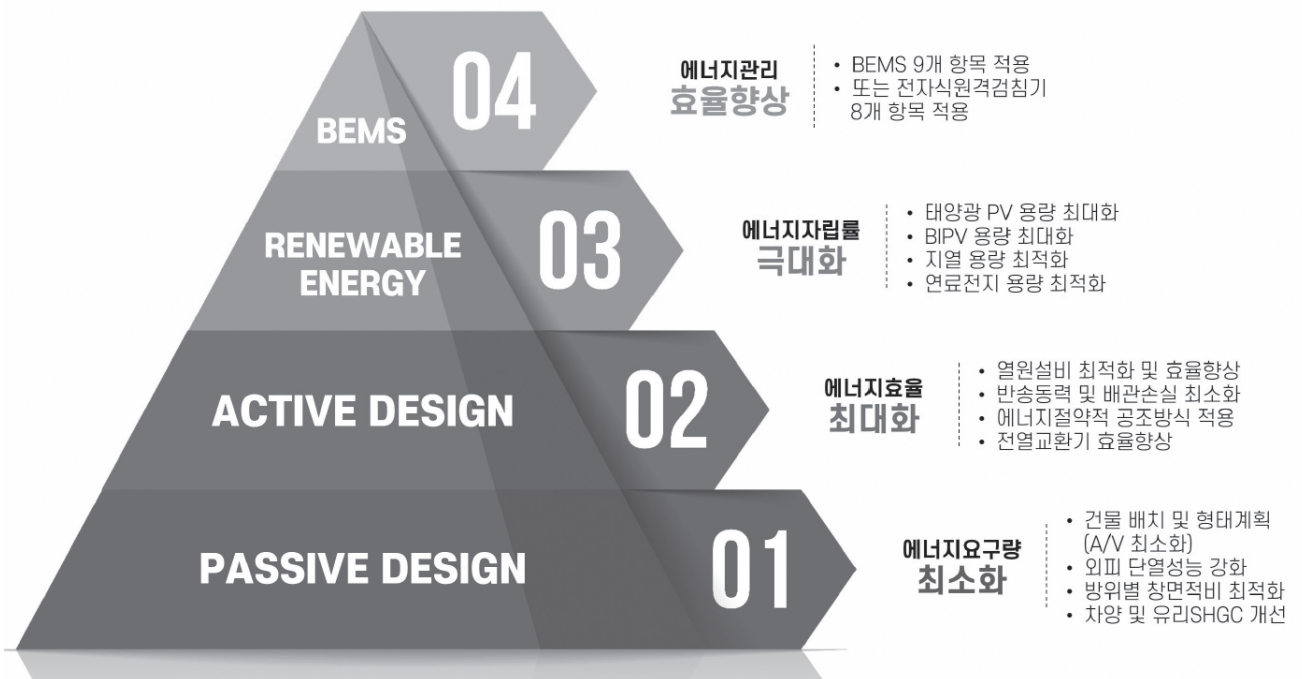 BEMS
04
에너지관리
효율향상
• BEMS 9개 항목 적용
• 또는 전자식원격검침기
8개 항목 적용
RENEWABLE
ENERGY
03
에너지자립률
극대화
• 태양광 PV 용량 최대화
• BIPV 용량 최대화
• 지열 용량 최적화
• 연료전지 용량 최적화
ACTIVE DESIGN
02
에너지효율
최대화
• 열원설비 최적화 및 효율향상
• 반송동력 및 배관손실 최소화
• 에너지절약적 공조방식 적용
• 전열교환기 효율향상
PASSIVE DESIGN
01
에너지요구량
최소화
• 건물 배치 및 형태계획
(A/V 최소화)
• 외피 단열성능 강화
• 방위별 창면적비 최적화
• 차양 및 유리SHGC 개선